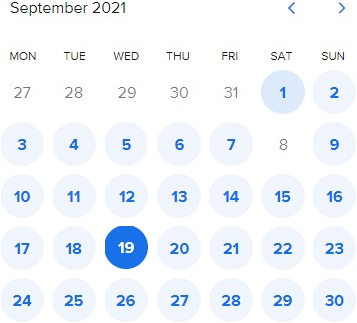 September 2021
MON TUE WED THU FRI SAT SUN
27 28 29 30 31 1 2
3 4 5 6 7 8 9
10 11 12 13 14 15 16
17 18 19 20 21 22 23
24 25 26 27 28 29 30